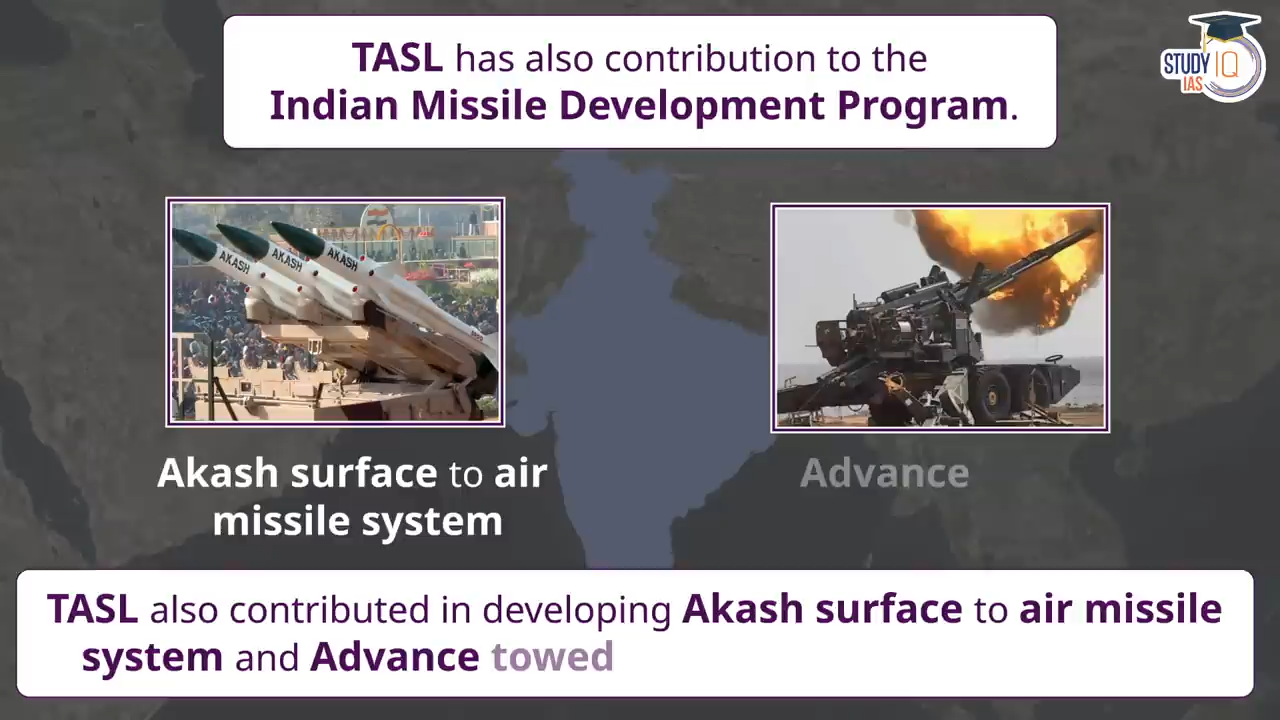 TASL has also contribution to the
Indian Missile Development Program.
STUDY IQ
IAS
AKASH AKASH AKASH
Akash surface to air
missile system
Advance
TASL also contributed in developing Akash surface to air missile
system and Advance towed